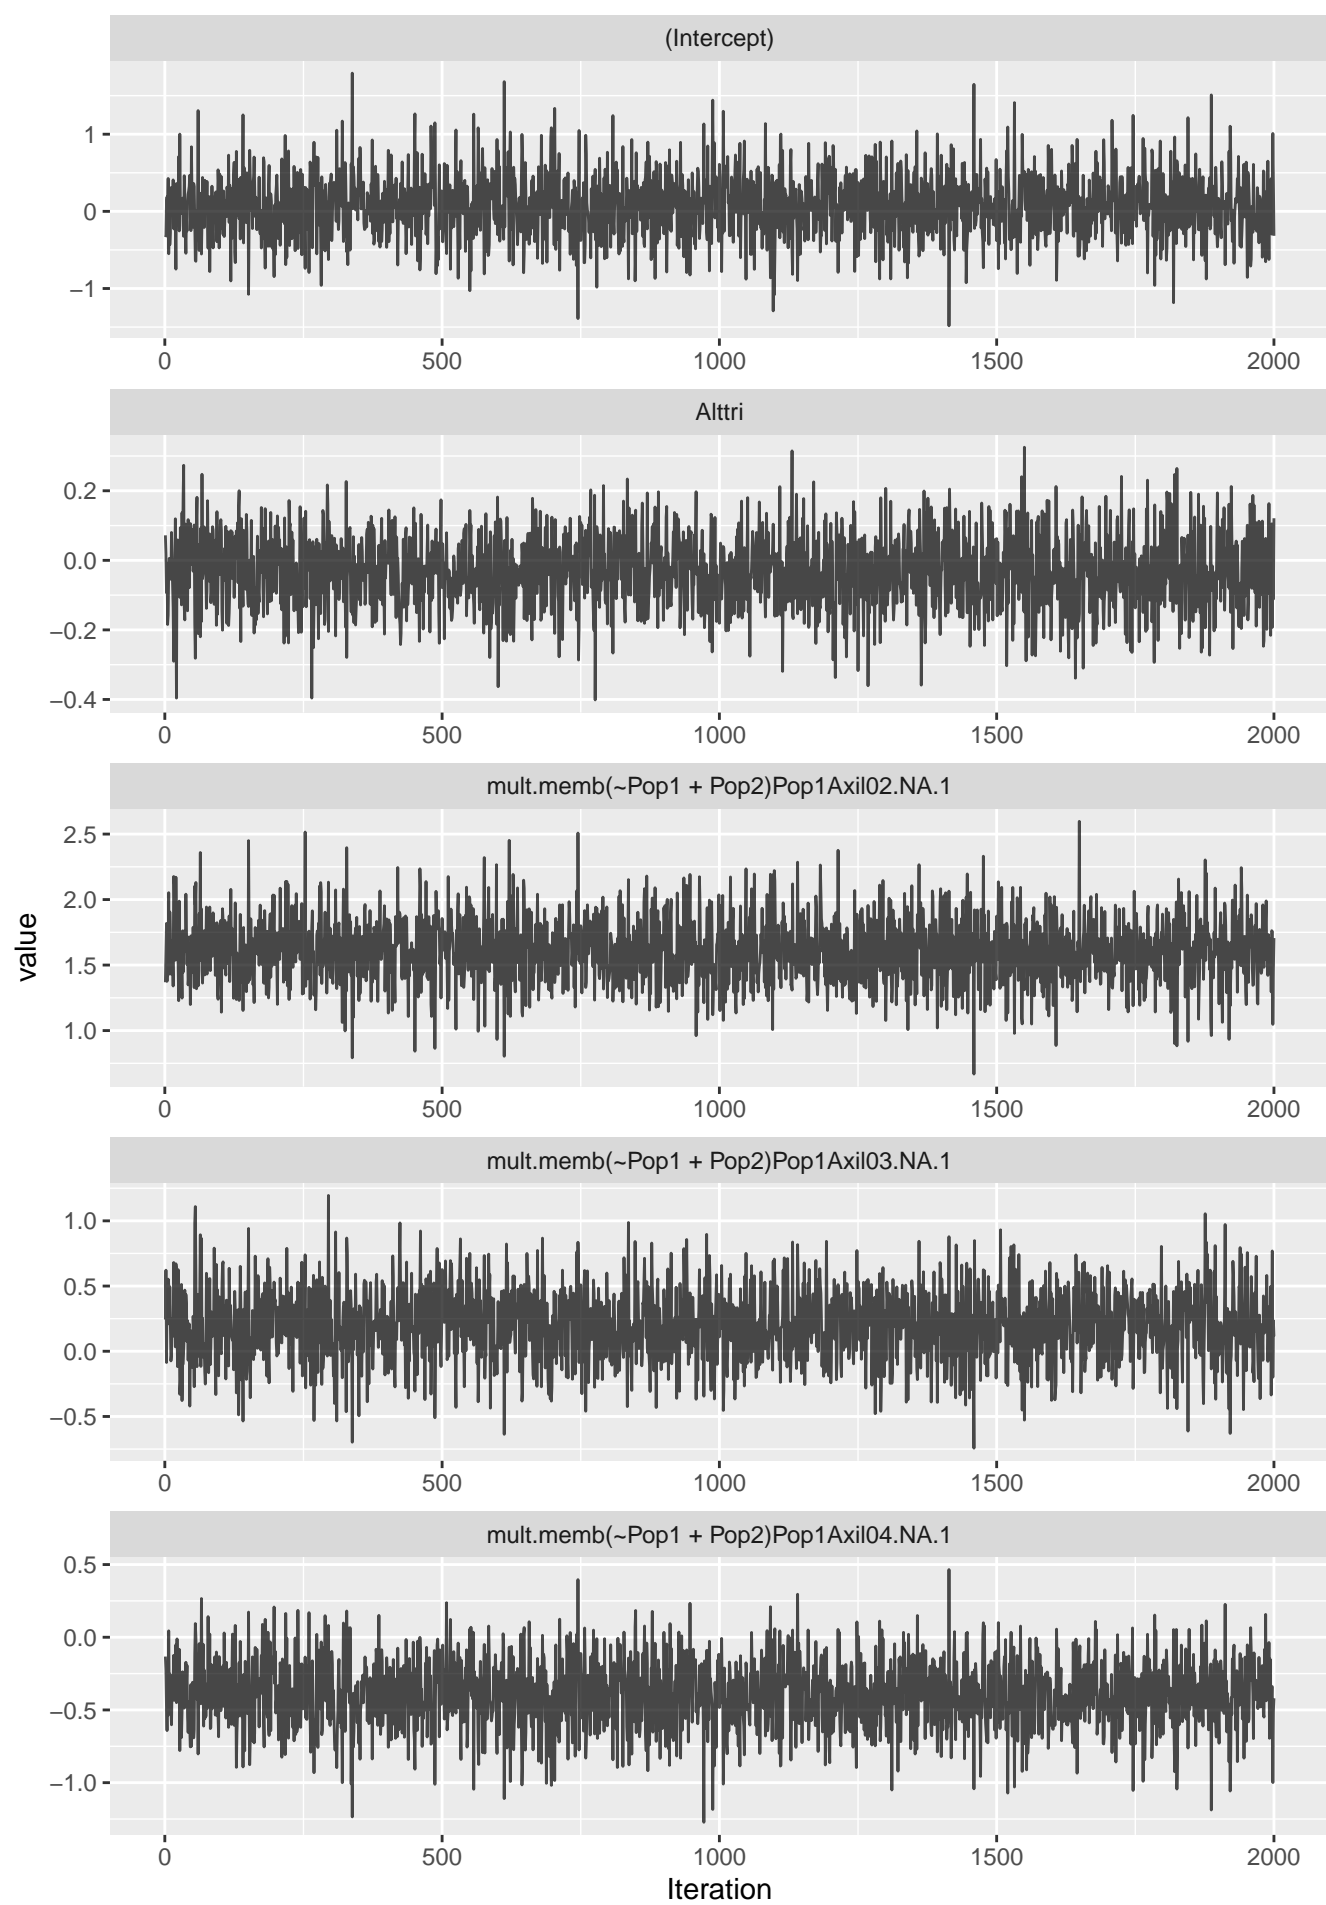 (Intercept)
1
0
−1
0 500 1000 1500 2000
Alttri
0.2
0.0
−0.2
−0.4
0 500 1000 1500 2000
mult.memb(~Pop1 + Pop2)Pop1Axil02.NA.1
2.5
2.0
1.5
1.0
0 500 1000 1500 2000
mult.memb(~Pop1 + Pop2)Pop1Axil03.NA.1
1.0
0.5
0.0
−0.5
0 500 1000 1500 2000
mult.memb(~Pop1 + Pop2)Pop1Axil04.NA.1
0.5
0.0
−0.5
−1.0
0 500 1000 1500 2000
Iteration
value